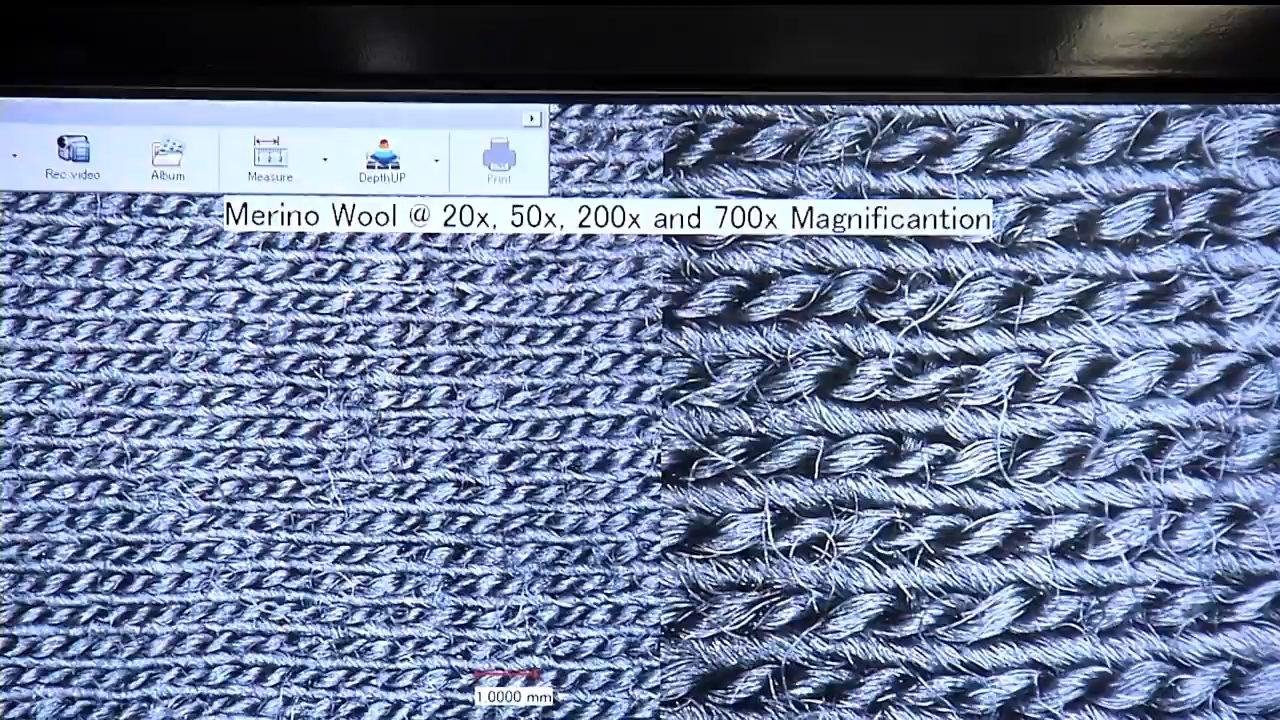 Rec video Album Measure DepthUP Print
Merino Wool @ 20x, 50x, 200x and 700x Magnificantion
1.0000 mm